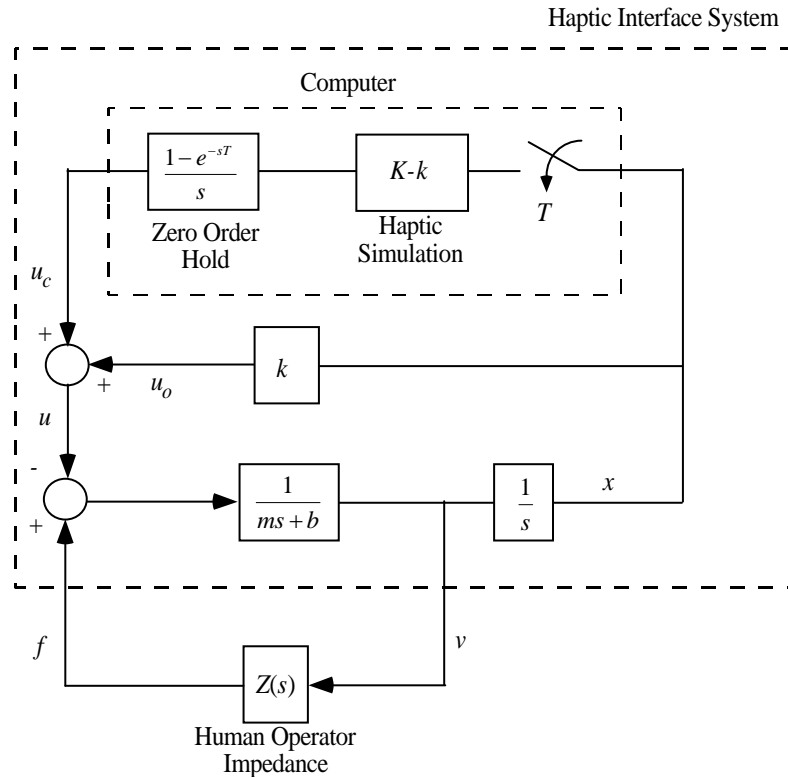 Haptic Interface System
Computer
1 − e^{−sT}
s
K-k
T
Zero Order
Hold
Haptic
Simulation
u_c
+
+
u_o
k
u
-
+
1
ms + b
1
s
x
f
v
Z(s)
Human Operator
Impedance